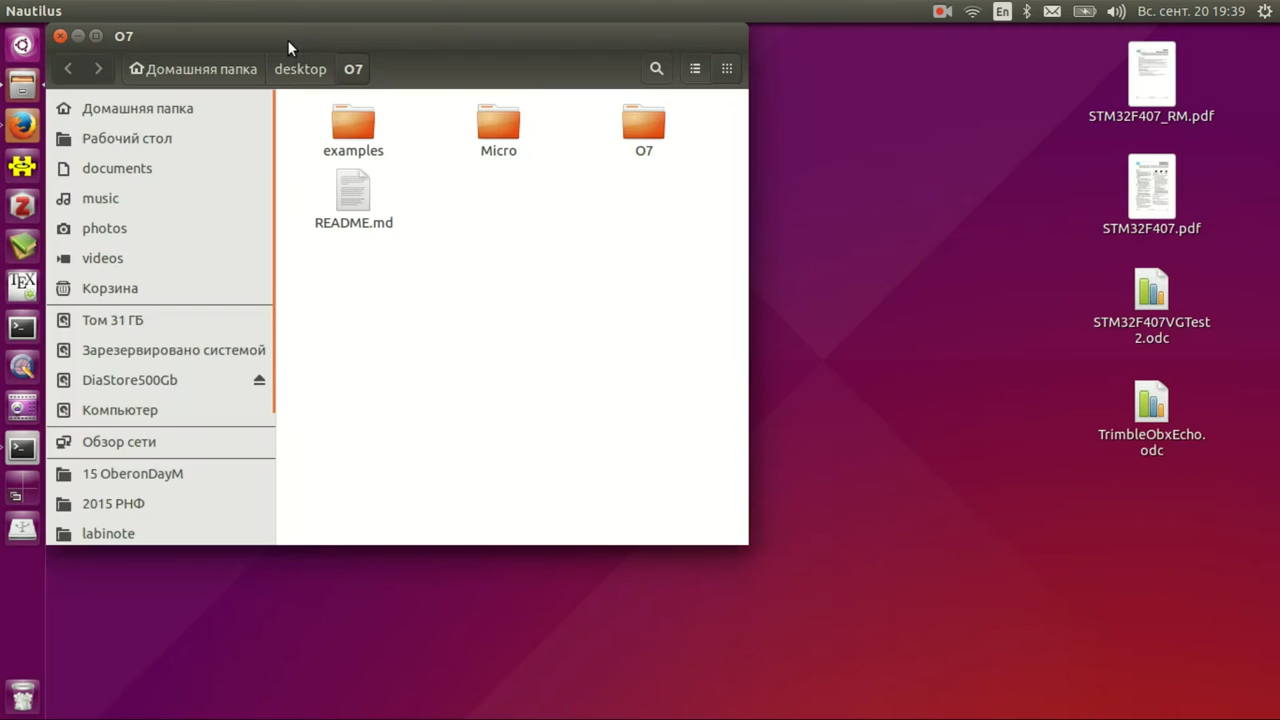 Nautilus
En
Вс. сент. 20 19:39
O7
Домашняя папка
desktop
O7
Домашняя папка
Рабочий стол
documents
music
photos
videos
Корзина
Том 31 ГБ
Зарезервировано системой
DiaStore500Gb
Компьютер
Обзор сети
15 OberonDayM
2015 РНФ
labinote
examples
Micro
O7
README.md
STM32F407_RM.pdf
STM32F407.pdf
STM32F407VGTest
2.odc
TrimbleObxEcho.
odc
TEX
Z